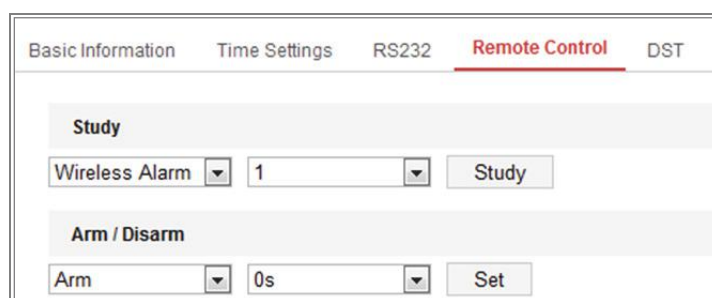 Basic Information Time Settings RS232 Remote Control DST
Study
Wireless Alarm 1 Study
Arm / Disarm
Arm 0s Set